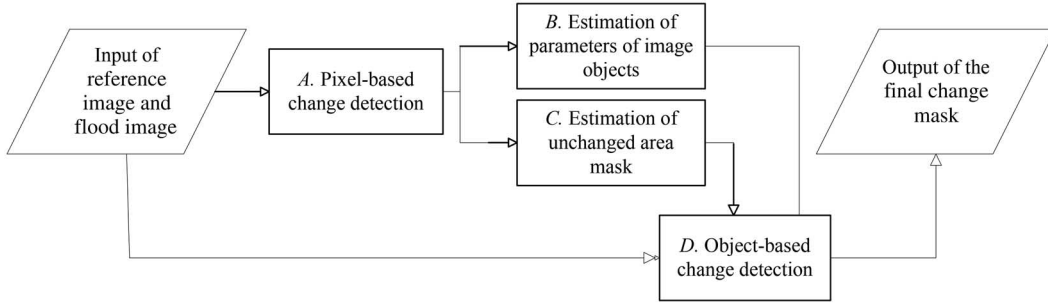 Input of
reference
image and
flood image
A. Pixel-based
change detection
B. Estimation of
parameters of image
objects
C. Estimation of
unchanged area
mask
D. Object-based
change detection
Output of the
final change
mask